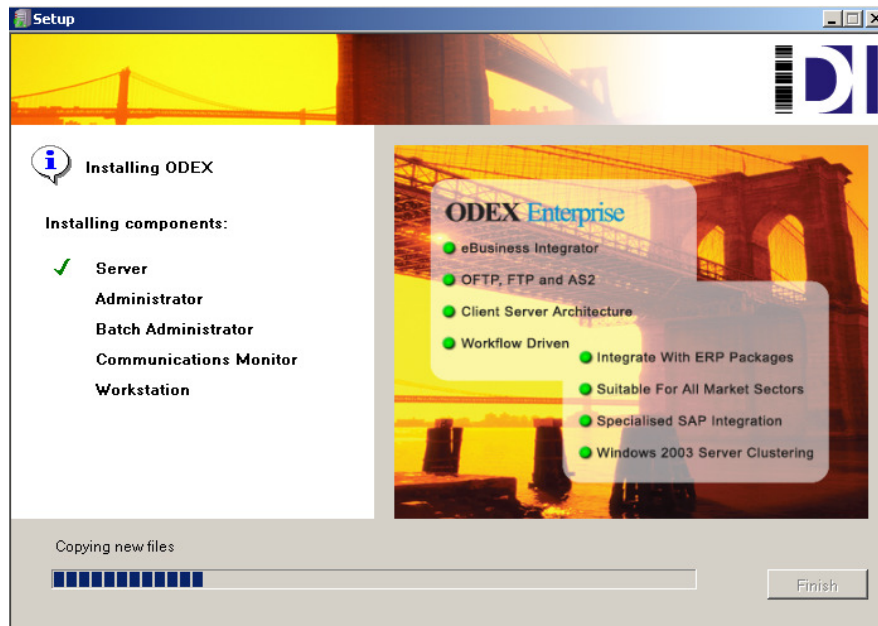 Setup
Installing ODEX
Installing components:
Server
Administrator
Batch Administrator
Communications Monitor
Workstation
ODEX Enterprise
eBusiness Integrator
OFTP, FTP and AS2
Client Server Architecture
Workflow Driven
Integrate With ERP Packages
Suitable For All Market Sectors
Specialised SAP Integration
Windows 2003 Server Clustering
Copying new files
Finish